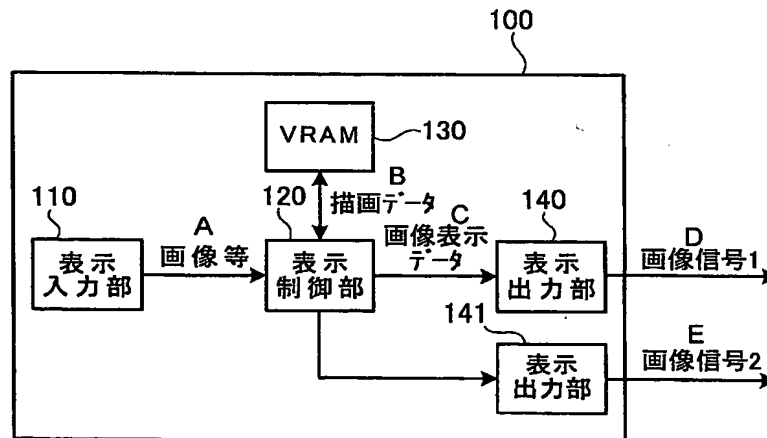 100
VRAM
130
110
120
B
描画データ
140
A
画像等
C
画像表示
データ
D
画像信号1
表示
入力部
表示
制御部
表示
出力部
141
E
画像信号2
表示
出力部